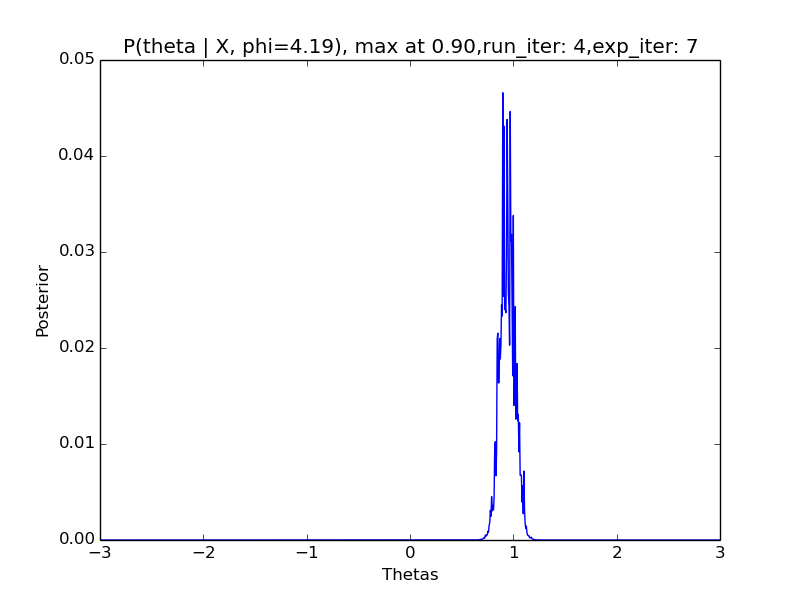 P(theta | X, phi=4.19), max at 0.90,run_iter: 4,exp_iter: 7
0.05
0.04
0.03
0.02
0.01
0.00
Posterior
−3 −2 −1 0 1 2 3
Thetas